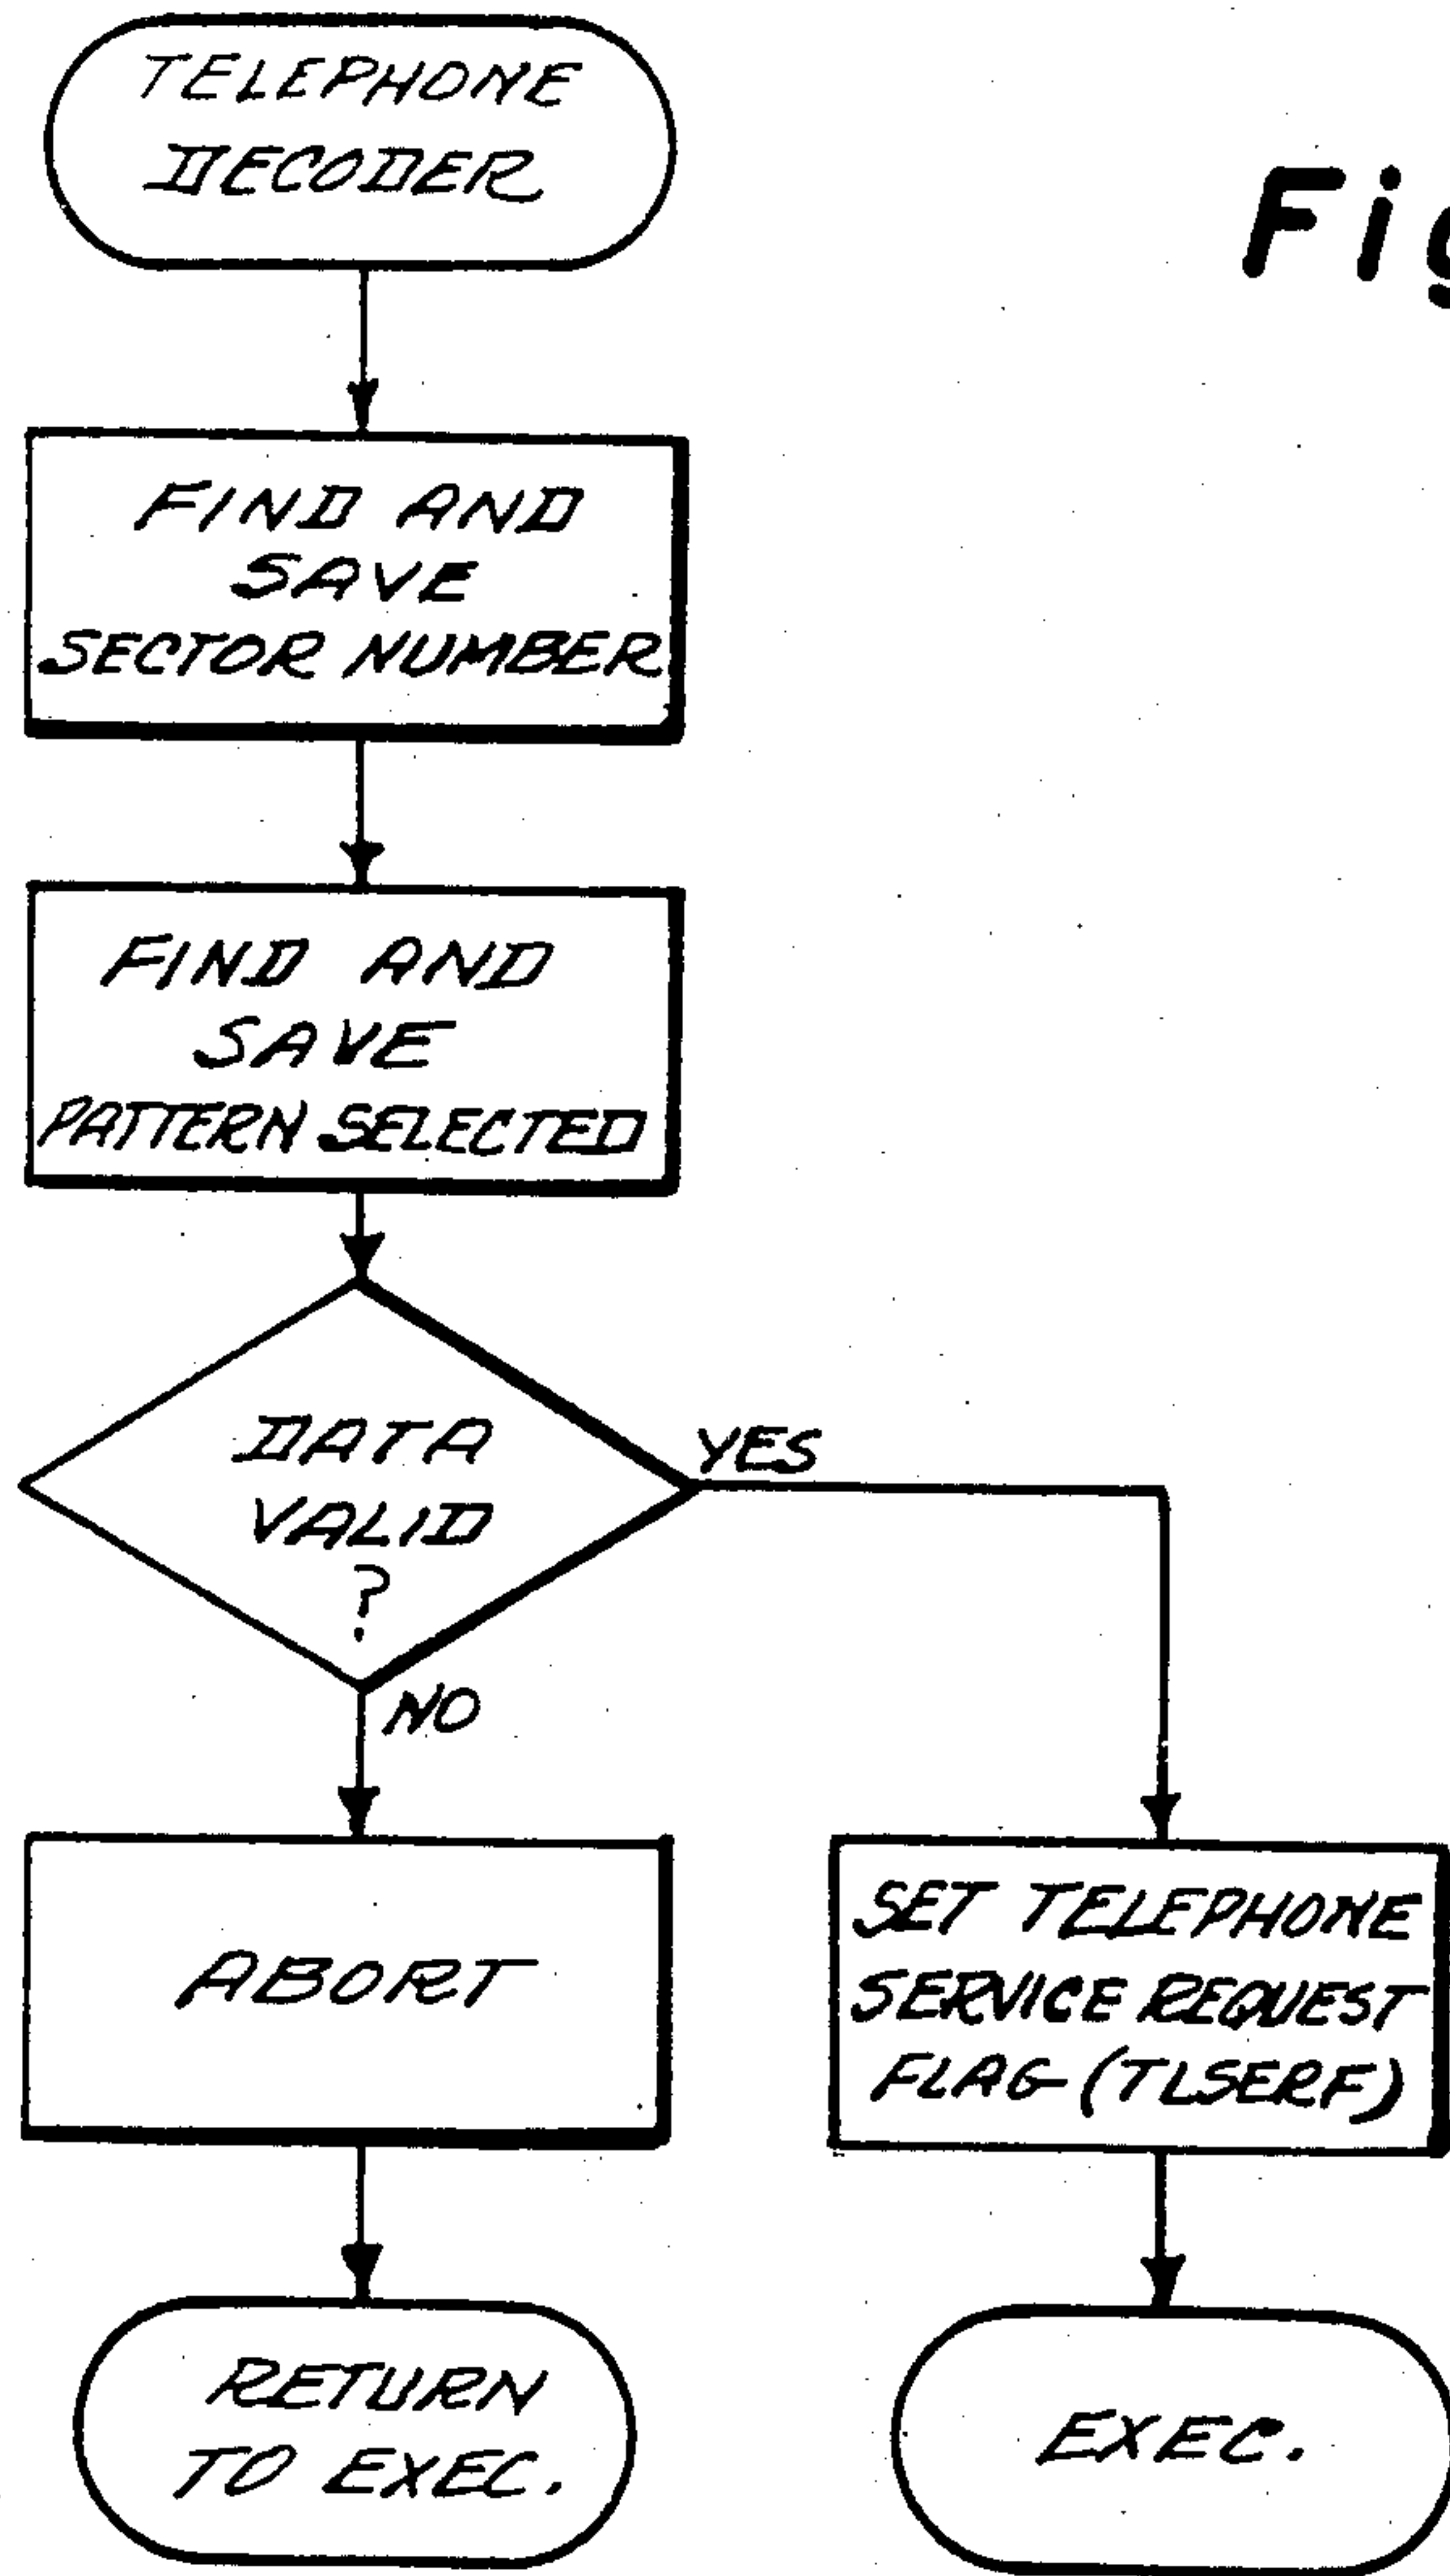 TELEPHONE
DECODER
Fig
FIND AND
SAVE
SECTOR NUMBER
FIND AND
SAVE
PATTERN SELECTED
DATA
VALID
?
YES
NO
ABORT
SET TELEPHONE
SERVICE REQUEST
FLAG (TLSERF)
RETURN
TO EXEC.
EXEC.